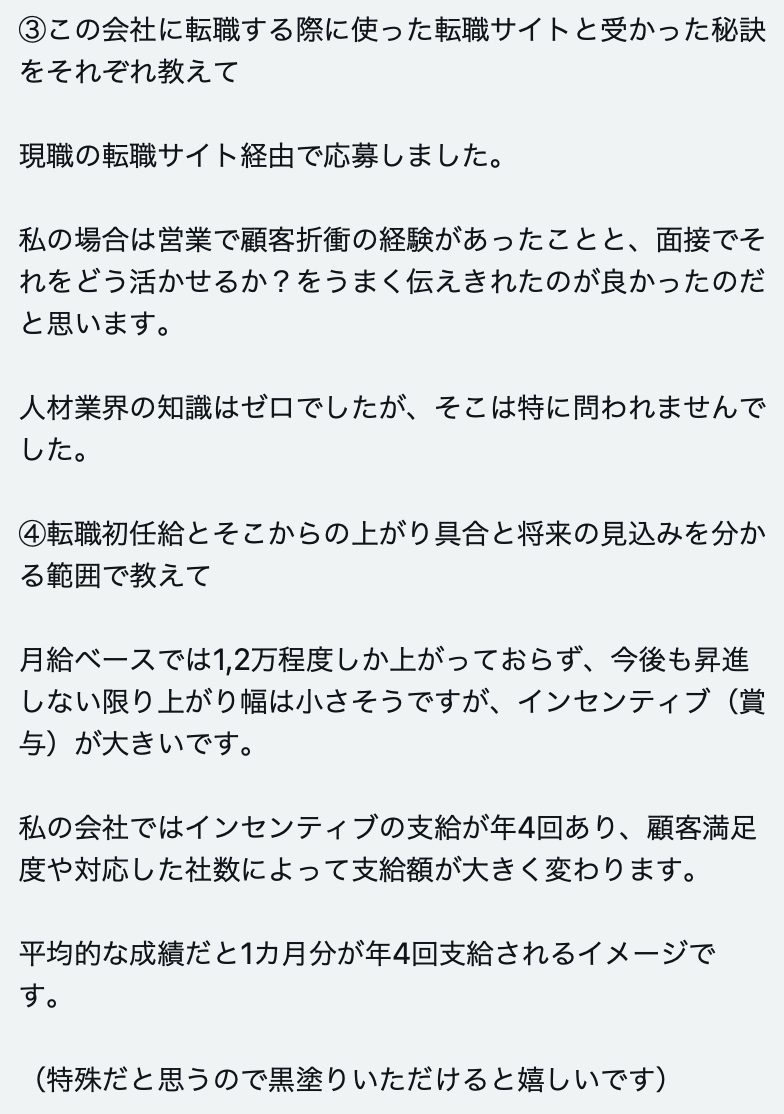 ③この会社に転職する際に使った転職サイトと受かった秘訣
をそれぞれ教えて
現職の転職サイト経由で応募しました。
私の場合は営業で顧客折衝の経験があったことと、面接でそ
れをどう活かせるか？をうまく伝えきれたのが良かったのだ
と思います。
人材業界の知識はゼロでしたが、そこは特に問われませんで
した。
④転職初任給とそこからの上がり具合と将来の見込みを分か
る範囲で教えて
月給ベースでは1,2万程度しか上がっておらず、今後も昇進
しない限り上がり幅は小さそうですが、インセンティブ（賞
与）が大きいです。
私の会社ではインセンティブの支給が年4回あり、顧客満足
度や対応した社数によって支給額が大きく変わります。
平均的な成績だと1カ月分が年4回支給されるイメージで
す。
（特殊だと思うので黒塗りいただけると嬉しいです）